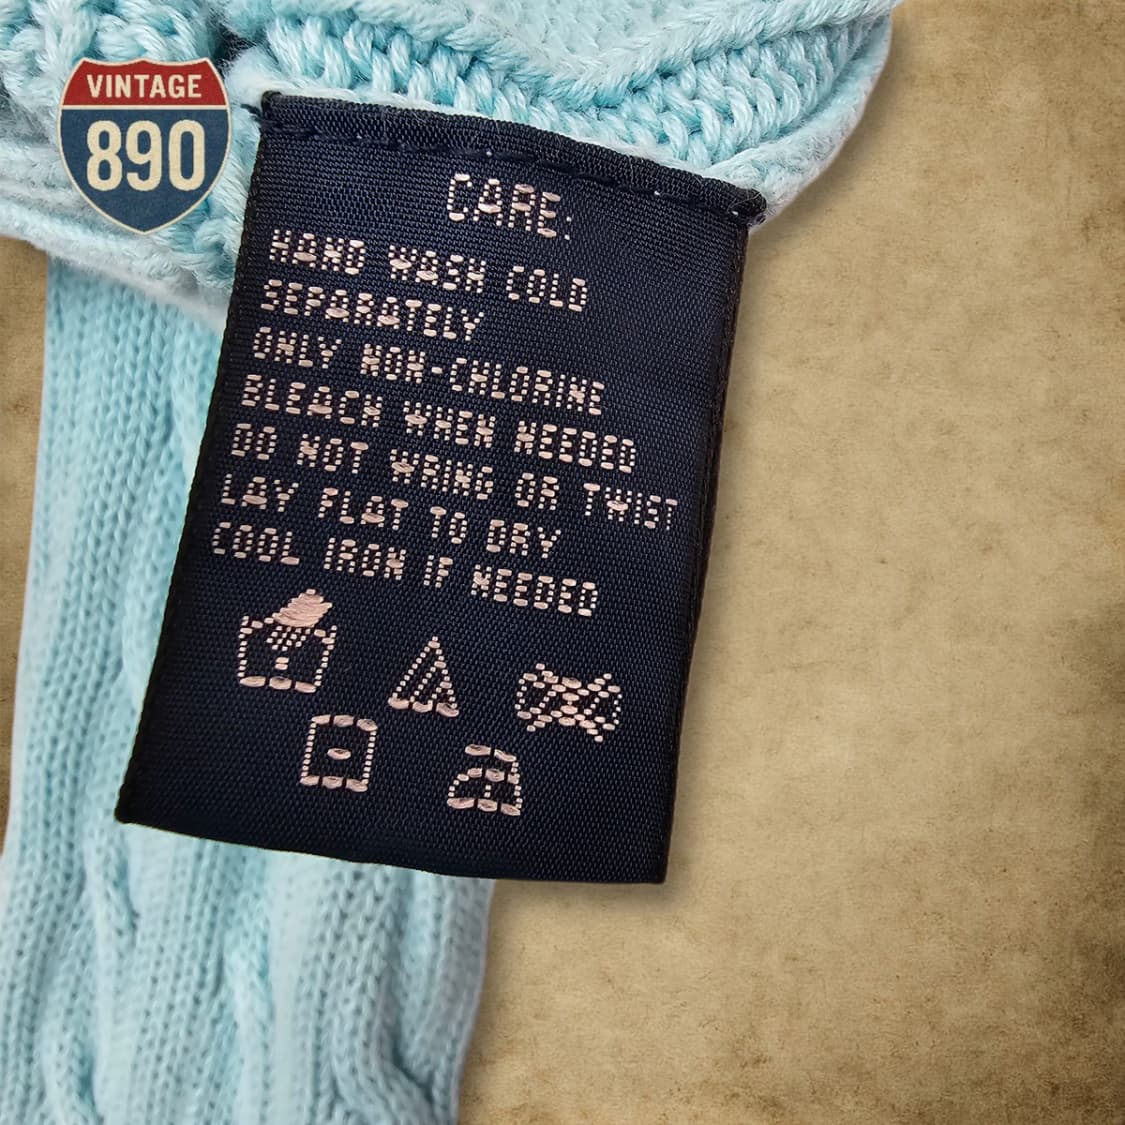 VINTAGE
890
CARE:
HAND WASH COLD
SEPARATELY
ONLY NON-CHLORINE
BLEACH WHEN NEEDED
DO NOT WRING OR TWIST
LAY FLAT TO DRY
COOL IRON IF NEEDED